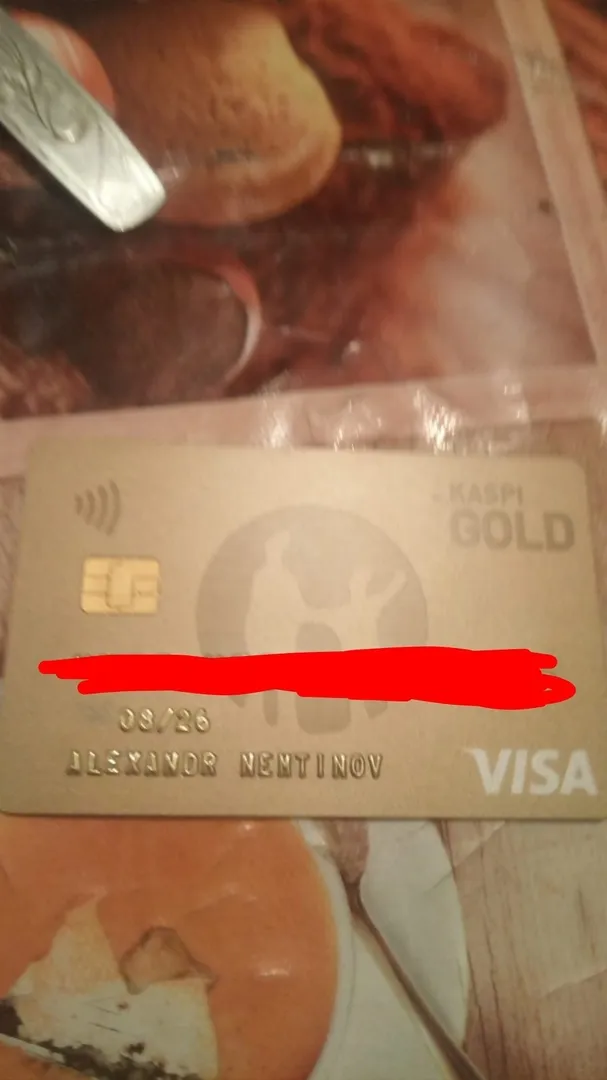 KASPI
GOLD
08/26
ALEXANDR NEMTINOV
VISA